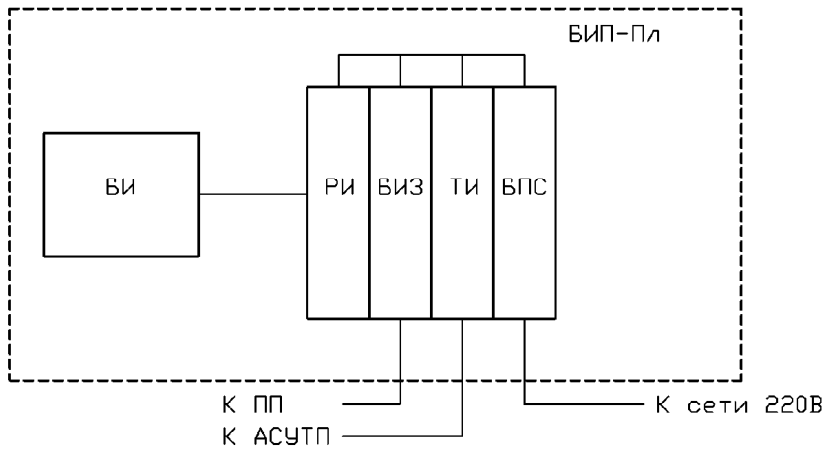 БИП-Пл
БИ
РИ БИЗ ТИ БПС
К ПП
К сети 220В
К АСУТП